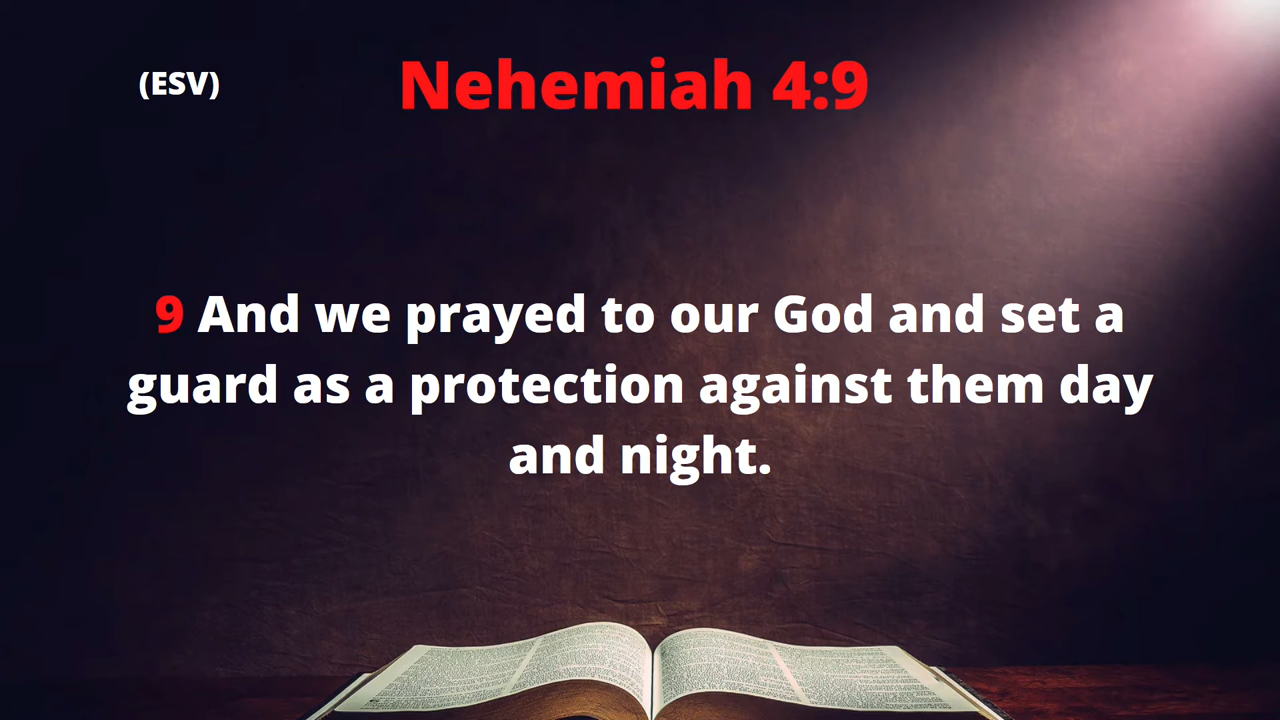 (ESV)
Nehemiah 4:9
9 And we prayed to our God and set a
guard as a protection against them day
and night.